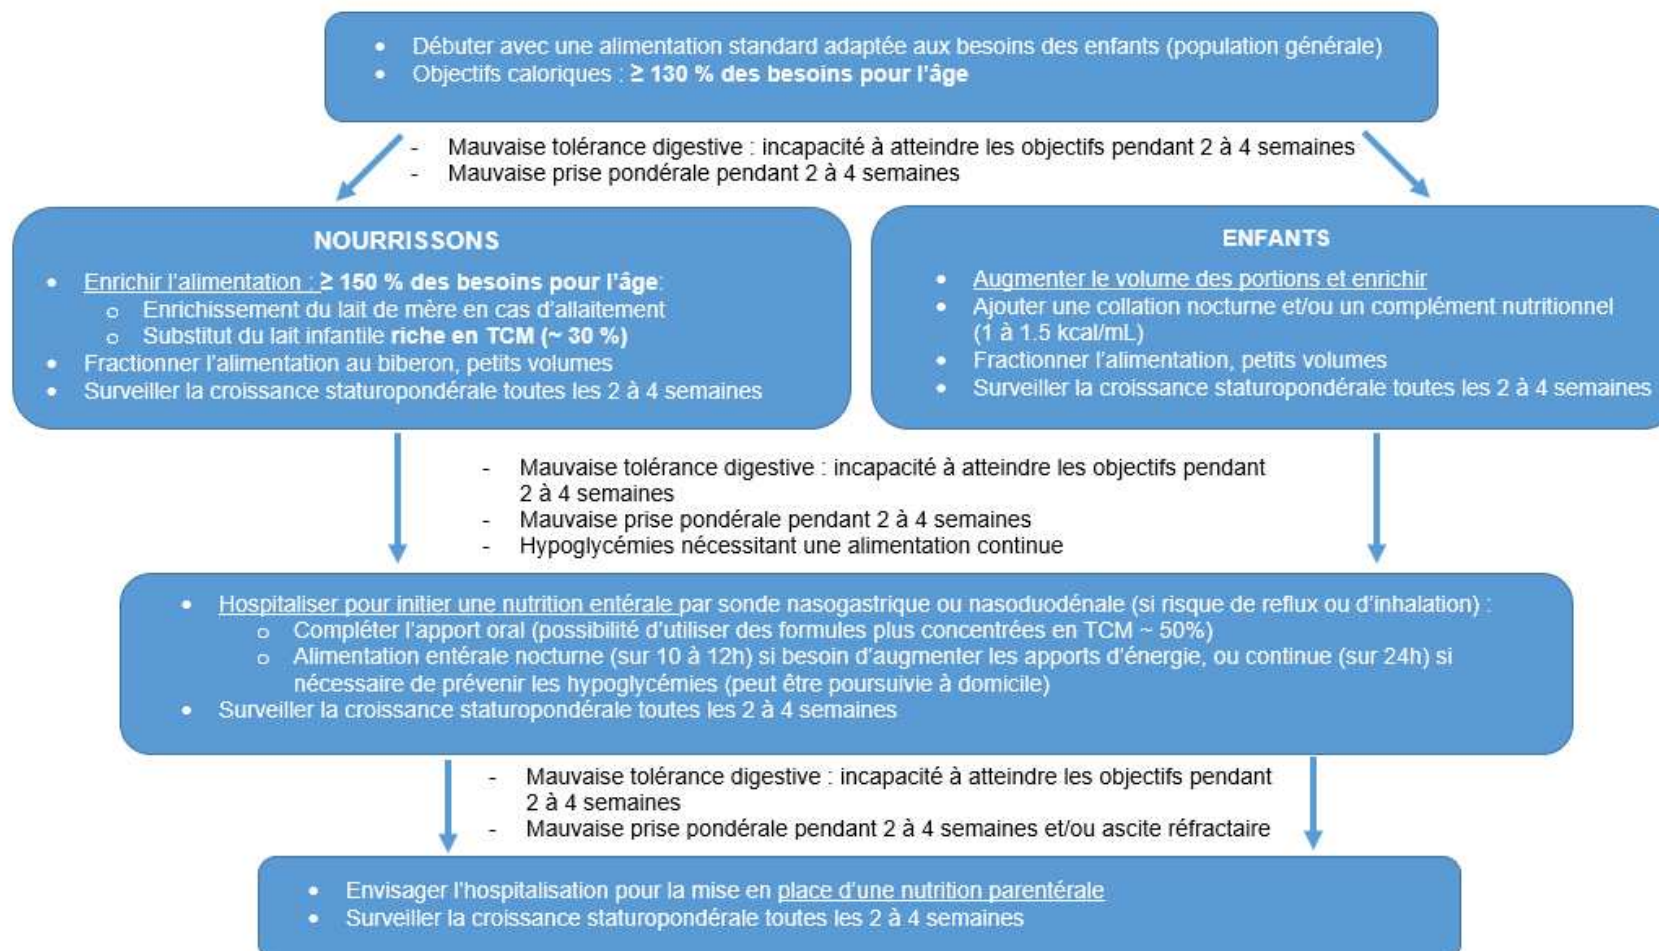 • Débuter avec une alimentation standard adaptée aux besoins des enfants (population générale)
• Objectifs caloriques : ≥ 130 % des besoins pour l'âge
- Mauvaise tolérance digestive : incapacité à atteindre les objectifs pendant 2 à 4 semaines
- Mauvaise prise pondérale pendant 2 à 4 semaines
NOURRISSONS
• Enrichir l'alimentation : ≥ 150 % des besoins pour l'âge:
o Enrichissement du lait de mère en cas d'allaitement
o Substitut du lait infantile riche en TCM (~ 30 %)
• Fractionner l'alimentation au biberon, petits volumes
• Surveiller la croissance staturopondérale toutes les 2 à 4 semaines
ENFANTS
• Augmenter le volume des portions et enrichir
• Ajouter une collation nocturne et/ou un complément nutritionnel
(1 à 1.5 kcal/mL)
• Fractionner l'alimentation, petits volumes
• Surveiller la croissance staturopondérale toutes les 2 à 4 semaines
- Mauvaise tolérance digestive : incapacité à atteindre les objectifs pendant
2 à 4 semaines
- Mauvaise prise pondérale pendant 2 à 4 semaines
- Hypoglycémies nécessitant une alimentation continue
• Hospitaliser pour initier une nutrition entérale par sonde nasogastrique ou nasoduodénale (si risque de reflux ou d'inhalation) :
o Compléter l'apport oral (possibilité d'utiliser des formules plus concentrées en TCM ~ 50%)
o Alimentation entérale nocturne (sur 10 à 12h) si besoin d'augmenter les apports d'énergie, ou continue (sur 24h) si
nécessaire de prévenir les hypoglycémies (peut être poursuivie à domicile)
• Surveiller la croissance staturopondérale toutes les 2 à 4 semaines
- Mauvaise tolérance digestive : incapacité à atteindre les objectifs pendant
2 à 4 semaines
- Mauvaise prise pondérale pendant 2 à 4 semaines et/ou ascite réfractaire
• Envisager l'hospitalisation pour la mise en place d'une nutrition parentérale
• Surveiller la croissance staturopondérale toutes les 2 à 4 semaines